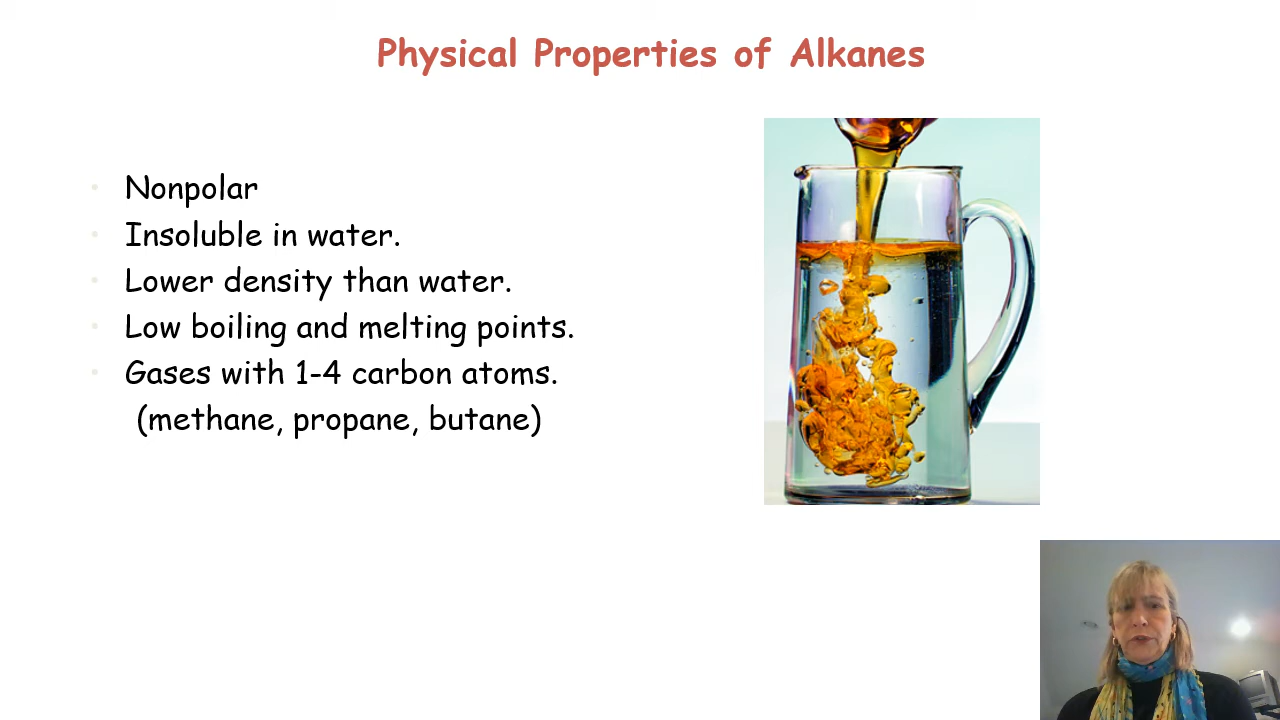 Physical Properties of Alkanes
• Nonpolar
• Insoluble in water.
• Lower density than water.
• Low boiling and melting points.
• Gases with 1-4 carbon atoms.
(methane, propane, butane)